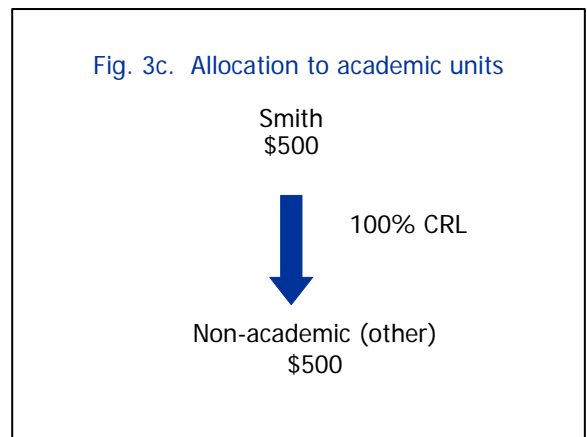 Fig. 3c.  Allocation to academic units
Smith
$500
100% CRL
Non-academic (other)
$500